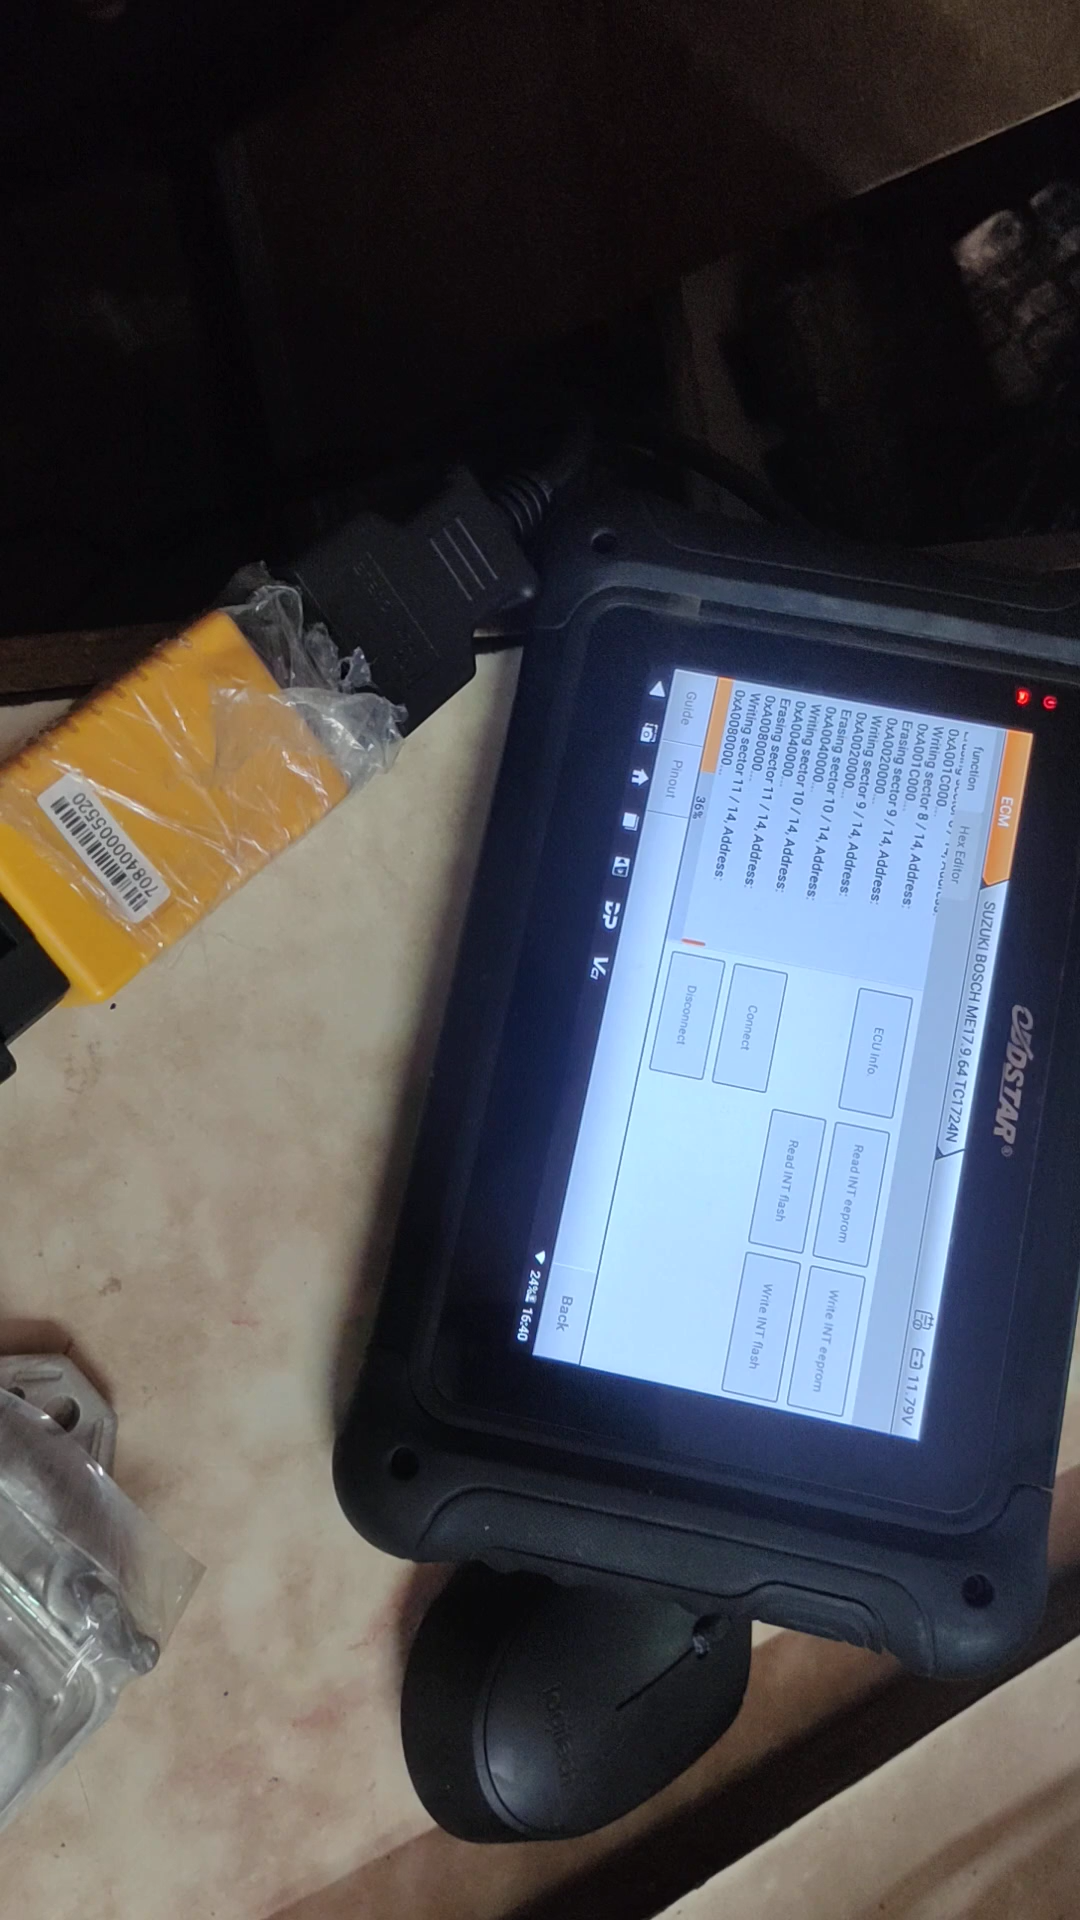 OBDSTAR®
ECM
SUZUKI BOSCH ME17.9.64 TC1724N
11.79V
function
Hex Editor
0xA001C000...
Writing sector 8 / 14, Address:
0xA001C000...
Erasing sector 9 / 14, Address:
0xA0020000...
Writing sector 9 / 14, Address:
0xA0020000...
Erasing sector 10 / 14, Address:
0xA0040000...
Writing sector 10 / 14, Address:
0xA0040000...
Erasing sector 11 / 14, Address:
0xA0080000...
Writing sector 11 / 14, Address:
0xA0080000...
36%
ECU Info.
Read INT eeprom
Write INT eeprom
Connect
Read INT flash
Write INT flash
Disconnect
Guide
Pinout
Back
DP
VCI
24%
16:40
7084000005520
logitech